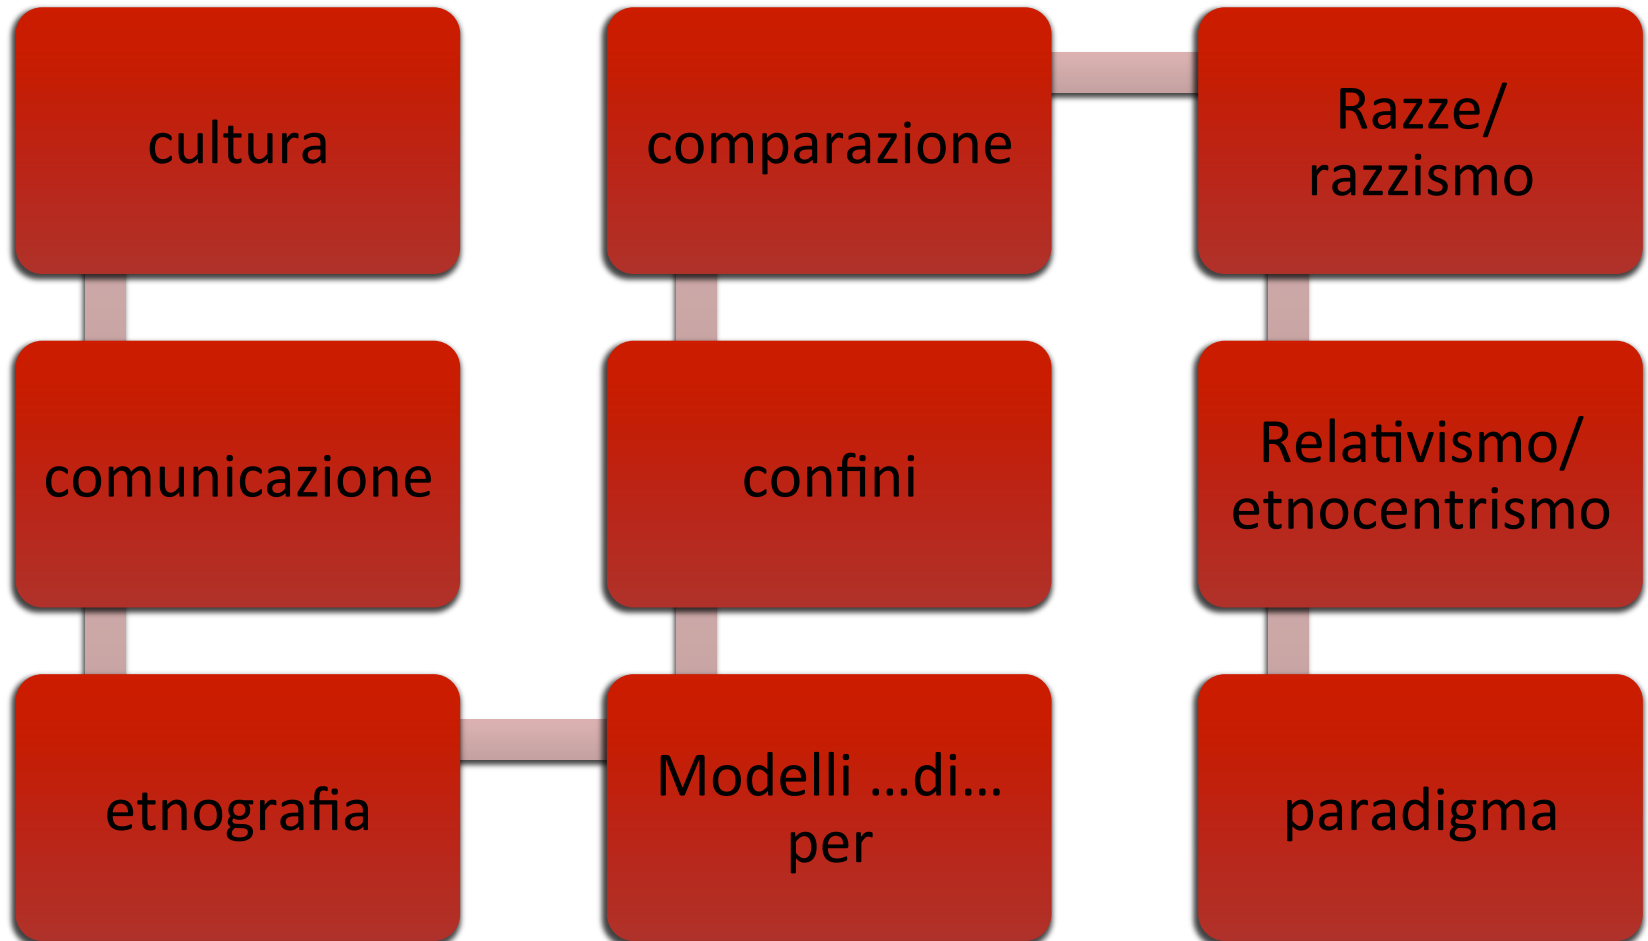 cultura
comunicazione
etnografia
Modelli …di…
per
confini
comparazione
Razze/
razzismo
Relativismo/
etnocentrismo
paradigma